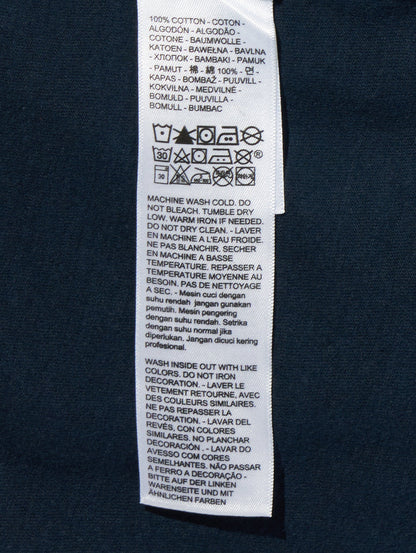 100% COTTON - COTON -
ALGODÓN - ALGODÃO -
COTONE - BAUMWOLLE -
KATOEN - BAWEŁNA - BAVLNA
- ХЛОПОК - BAMBAKI - PAMUK
- PAMUT - 棉 - 綿 100% - 면 -
KAPAS - BOMBAŽ - PUUVILL -
KOKVILNA - MEDVILNĖ -
BOMULD - PUUVILLA -
BOMULL - BUMBAC
30
®
30
MACHINE WASH COLD. DO
NOT BLEACH. TUMBLE DRY
LOW. WARM IRON IF NEEDED.
DO NOT DRY CLEAN. - LAVER
EN MACHINE A L'EAU FROIDE.
NE PAS BLANCHIR. SECHER
EN MACHINE A BASSE
TEMPERATURE. REPASSER A
TEMPERATURE MOYENNE AU
BESOIN. PAS DE NETTOYAGE
A SEC. - Mesin cuci dengan
suhu rendah jangan gunakan
pemutih. Mesin pengering
dengan suhu rendah. Setrika
dengan suhu normal jika
diperlukan. Jangan dicuci kering
profesional.
WASH INSIDE OUT WITH LIKE
COLORS. DO NOT IRON
DECORATION. - LAVER LE
VETEMENT RETOURNE, AVEC
DES COULEURS SIMILAIRES.
NE PAS REPASSER LA
DECORATION. - LAVAR DEL
REVÉS, CON COLORES
SIMILARES. NO PLANCHAR
DECORACIÓN. - LAVAR DO
AVESSO COM CORES
SEMELHANTES. NÃO PASSAR
A FERRO A DECORAÇÃO -
BITTE AUF DER LINKEN
WARENSEITE UND MIT
ÄHNLICHEN FARBEN